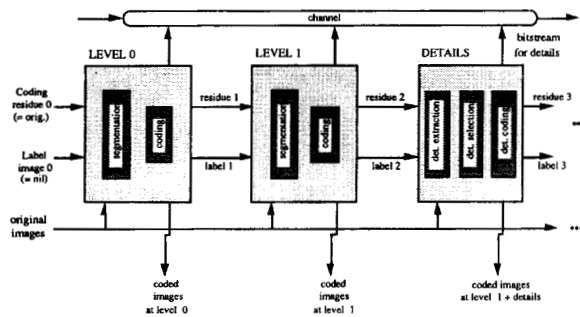 channel
bitstream
for details
LEVEL 0
LEVEL 1
DETAILS
Coding
residue 0
(= orig.)
segmentation
coding
residue 1
segmentation
coding
residue 2
det. extraction
det. selection
det. coding
residue 3
...
Label
image 0
(= nil)
label 1
label 2
label 3
original
images
...
coded
images
at level 0
coded
images
at level 1
coded images
at level 1 + details